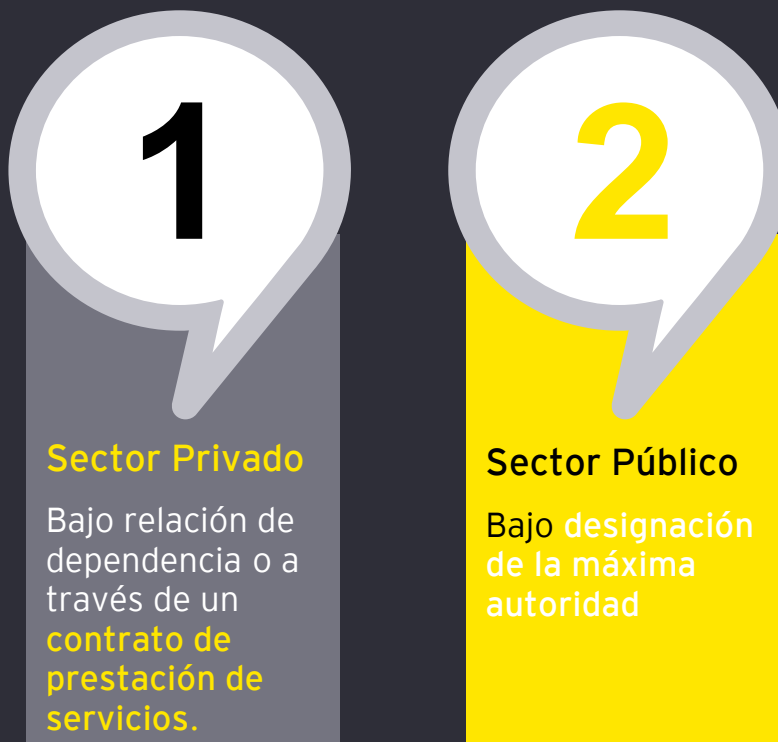 1
Sector Privado
Bajo relación de
dependencia o a
través de un
contrato de
prestación de
servicios.
2
Sector Público
Bajo designación
de la máxima
autoridad